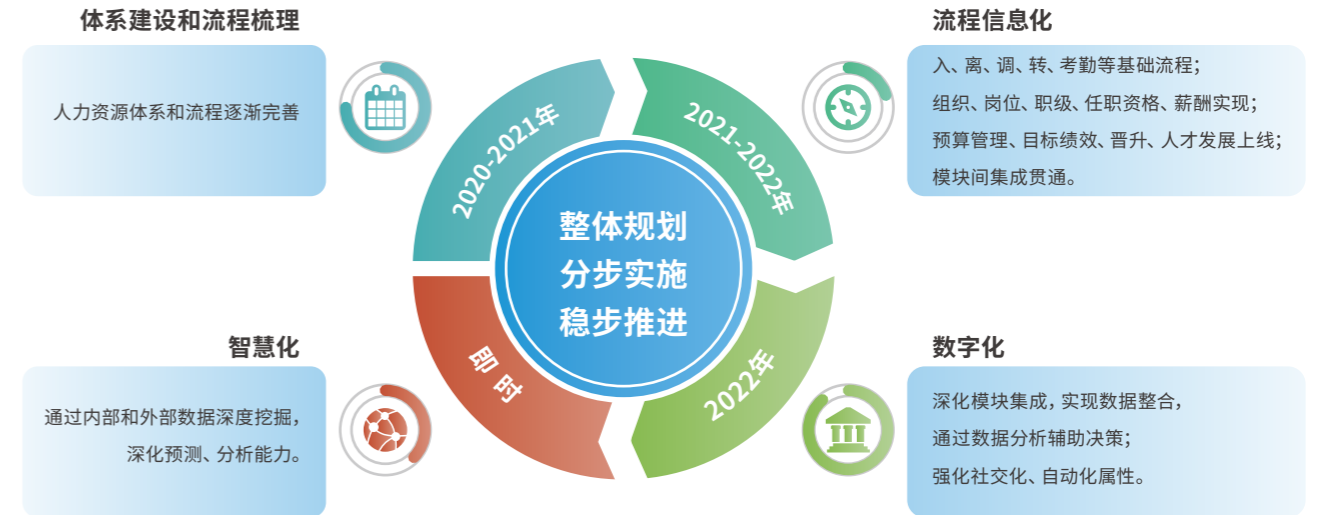 体系建设和流程梳理
人力资源体系和流程逐渐完善
流程信息化
入、离、调、转、考勤等基础流程；
组织、岗位、职级、任职资格、薪酬实现；
预算管理、目标绩效、晋升、人才发展上线；
模块间集成贯通。
2020-2021年
2021-2022年
整体规划
分步实施
稳步推进
即时
2022年
智慧化
通过内部和外部数据深度挖掘，
深化预测、分析能力。
数字化
深化模块集成，实现数据整合，
通过数据分析辅助决策；
强化社交化、自动化属性。